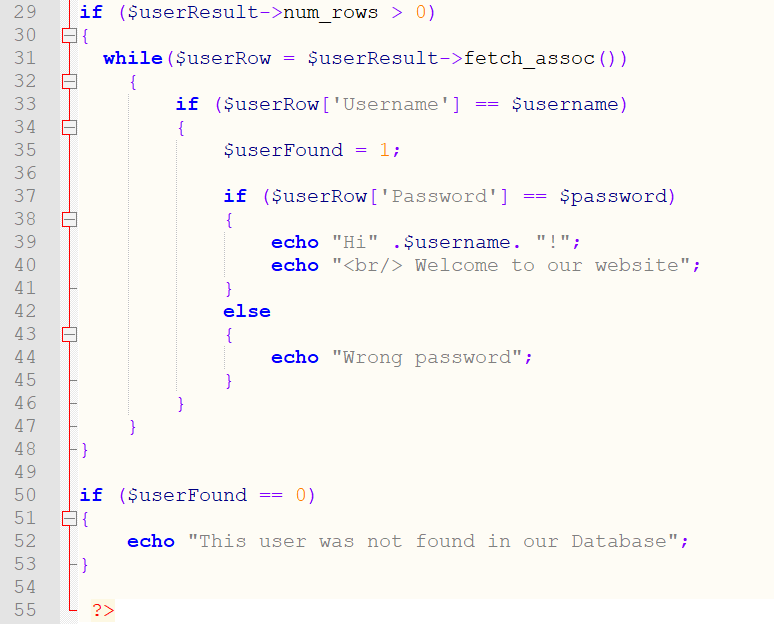 29 if ($userResult->num_rows > 0)
30 {
31   while($userRow = $userResult->fetch_assoc())
32     {
33         if ($userRow['Username'] == $username)
34         {
35             $userFound = 1;
36
37             if ($userRow['Password'] == $password)
38             {
39                 echo "Hi" .$username. "!";
40                 echo "<br/> Welcome to our website";
41             }
42             else
43             {
44                 echo "Wrong password";
45             }
46         }
47     }
48 }
49
50 if ($userFound == 0)
51 {
52     echo "This user was not found in our Database";
53 }
54
55  ?>